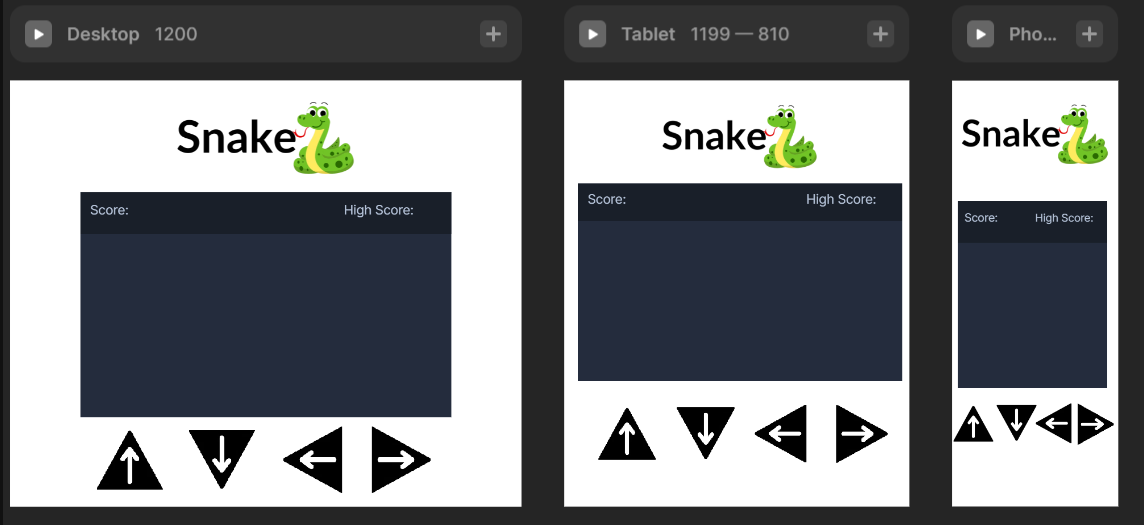 Desktop 1200
Tablet 1199 — 810
Pho...
Snake
Score: High Score:
Snake
Score: High Score:
Snake
Score: High Score: